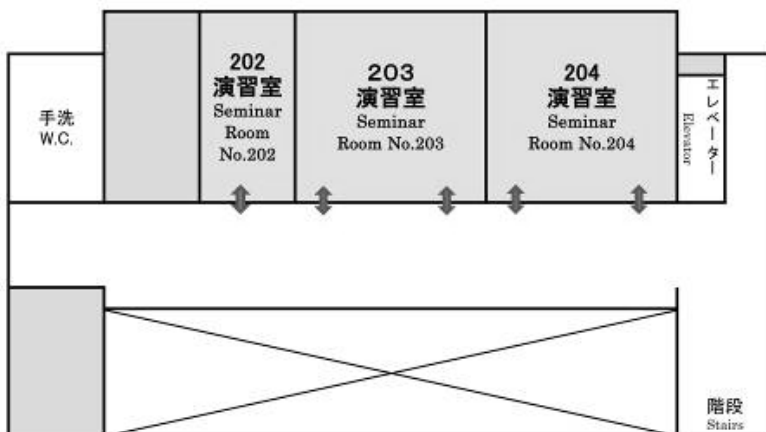 手洗
W.C.
202
演習室
Seminar
Room
No.202
203
演習室
Seminar
Room No.203
204
演習室
Seminar
Room No.204
エレベーター
Elevator
階段
Stairs